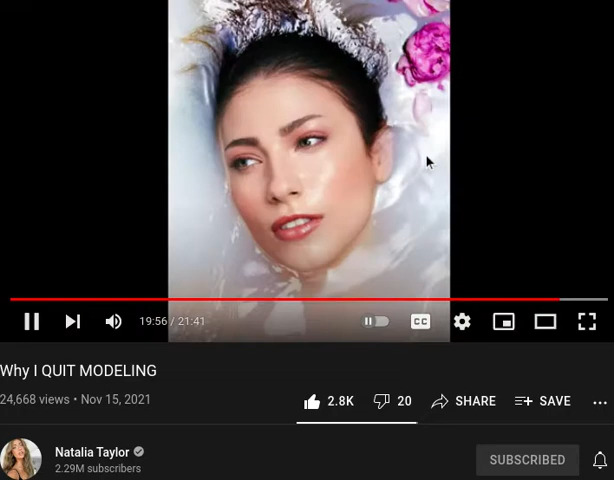 19:56 / 21:41
CC
Why I QUIT MODELING
24,668 views • Nov 15, 2021
2.8K 20 SHARE SAVE
Natalia Taylor
2.29M subscribers
SUBSCRIBED